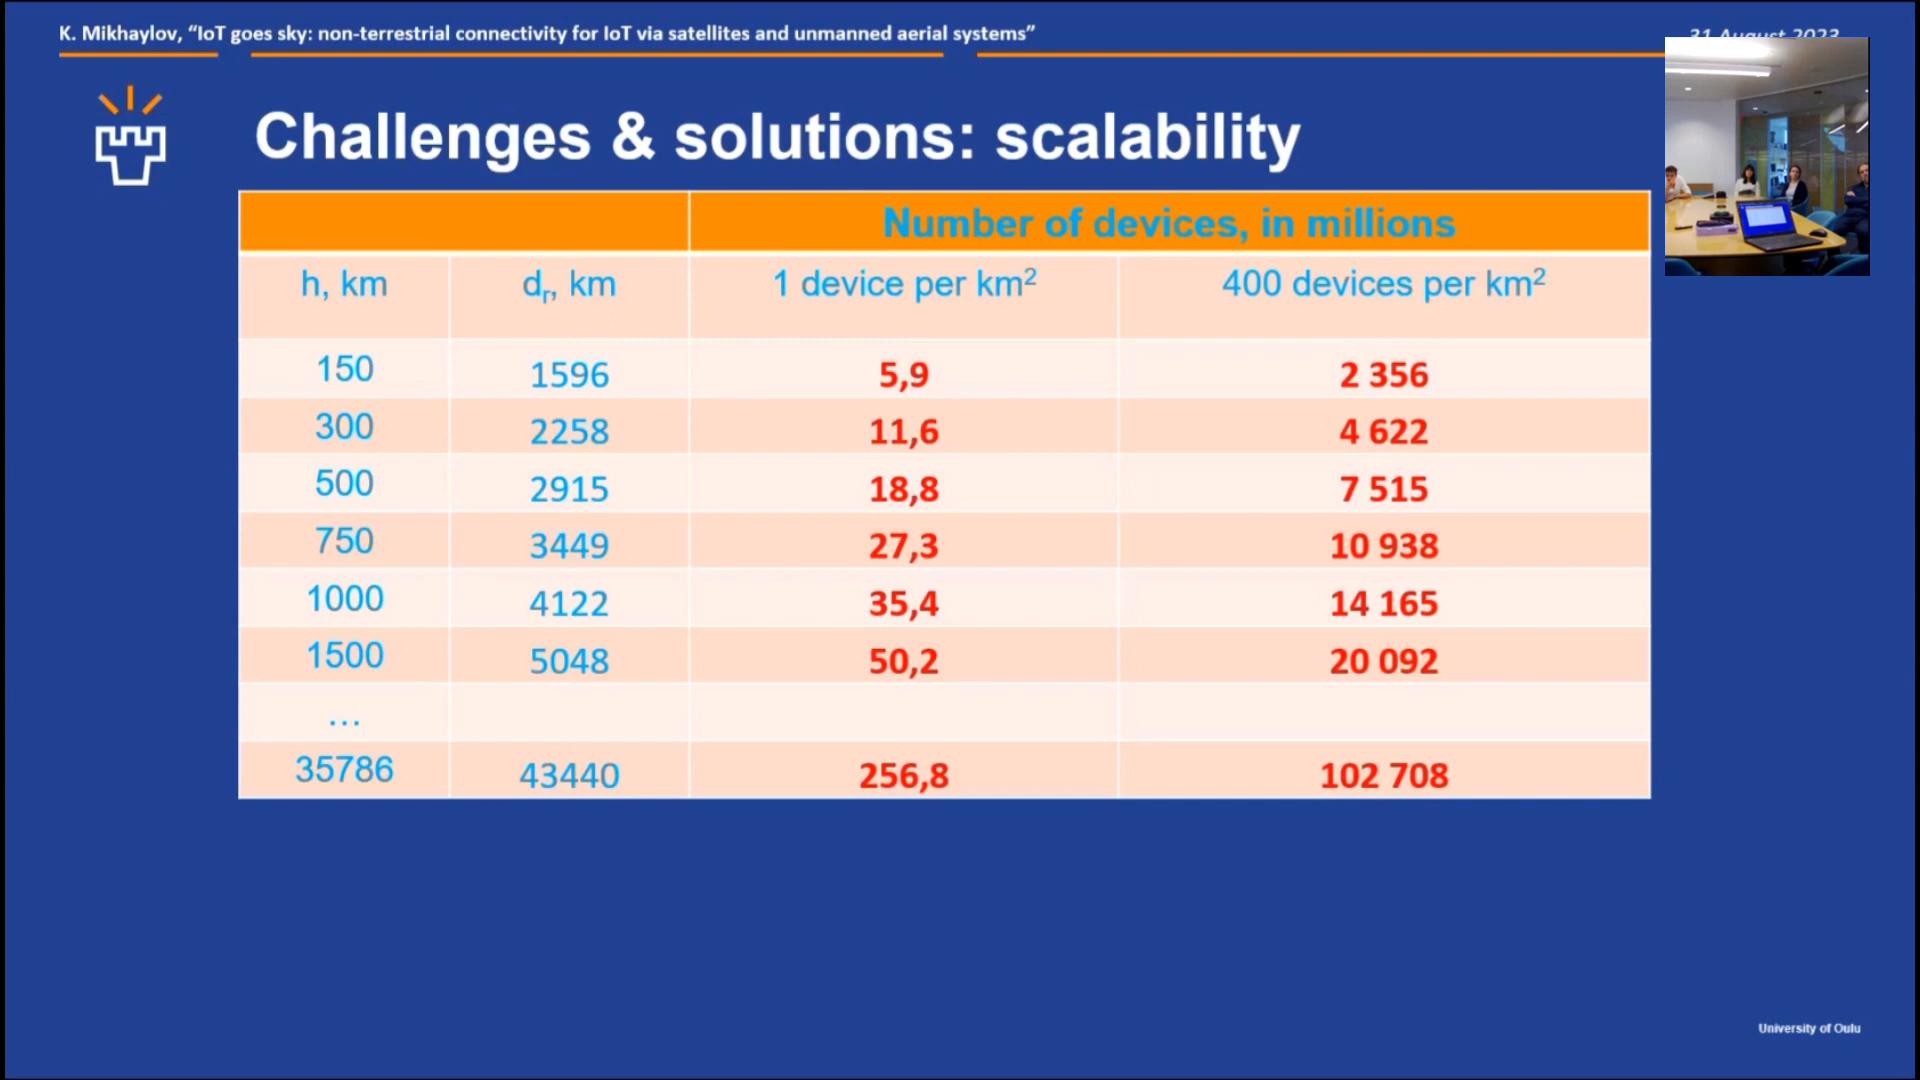 K. Mikhaylov, “IoT goes sky: non-terrestrial connectivity for IoT via satellites and unmanned aerial systems”
31 August 2023
Challenges & solutions: scalability
Number of devices, in millions
h, km dᵣ, km 1 device per km² 400 devices per km²
150 1596 5,9 2 356
300 2258 11,6 4 622
500 2915 18,8 7 515
750 3449 27,3 10 938
1000 4122 35,4 14 165
1500 5048 50,2 20 092
…
35786 43440 256,8 102 708
University of Oulu